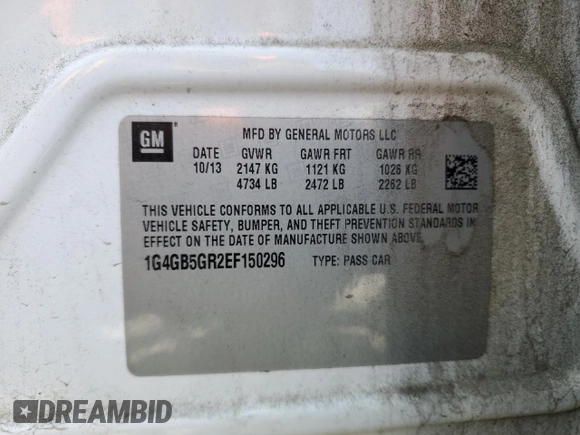 GM
MFD BY GENERAL MOTORS LLC
DATE GVWR GAWR FRT GAWR RR
10/13 2147 KG 1121 KG 1026 KG
4734 LB 2472 LB 2262 LB
THIS VEHICLE CONFORMS TO ALL APPLICABLE U.S. FEDERAL MOTOR
VEHICLE SAFETY, BUMPER, AND THEFT PREVENTION STANDARDS IN
EFFECT ON THE DATE OF MANUFACTURE SHOWN ABOVE.
1G4GB5GR2EF150296 TYPE: PASS CAR
DREAMBID